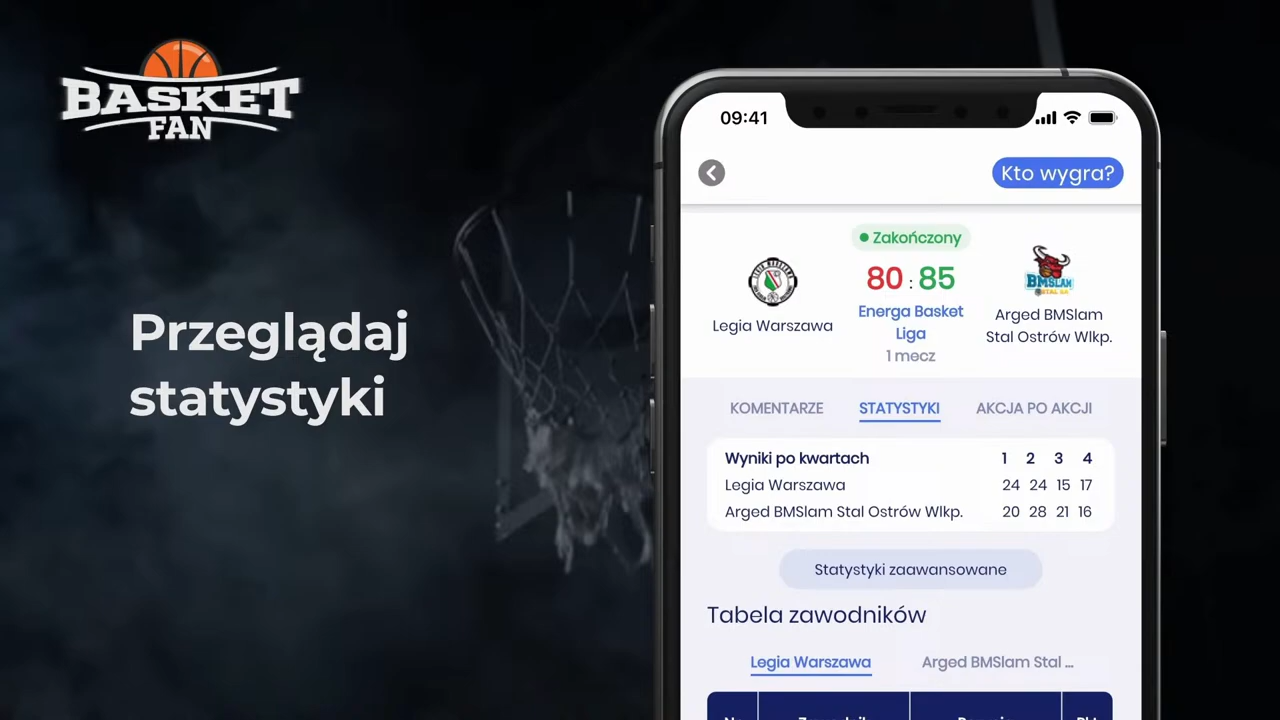 BASKET
FAN
Przeglądaj
statystyki
09:41
Kto wygra?
Zakończony
80 : 85
Legia Warszawa
Energa Basket
Liga
1 mecz
Arged BMSlam
Stal Ostrów Wlkp.
BMSLAM
KOMENTARZE STATYSTYKI AKCJA PO AKCJI
Wyniki po kwartach 1 2 3 4
Legia Warszawa 24 24 15 17
Arged BMSlam Stal Ostrów Wlkp. 20 28 21 16
Statystyki zaawansowane
Tabela zawodników
Legia Warszawa Arged BMSlam Stal ...